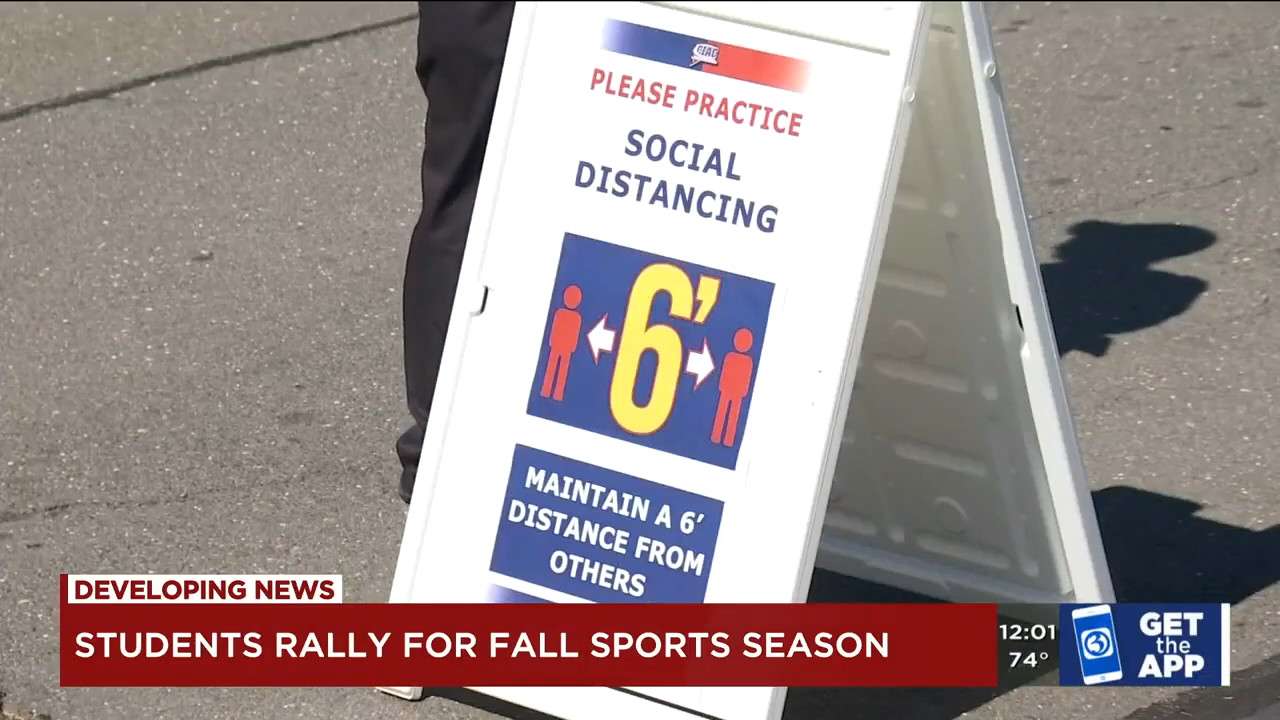 CIAC
PLEASE PRACTICE
SOCIAL
DISTANCING
6’
MAINTAIN A 6’
DISTANCE FROM
OTHERS
DEVELOPING NEWS
STUDENTS RALLY FOR FALL SPORTS SEASON
12:01
74°
3
GET
the
APP